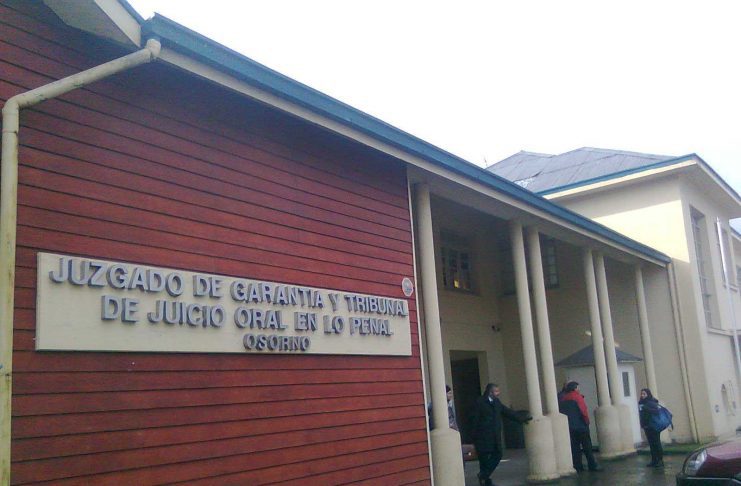 JUZGADO DE GARANTIA Y TRIBUNAL
DE JUICIO ORAL EN LO PENAL
OSORNO